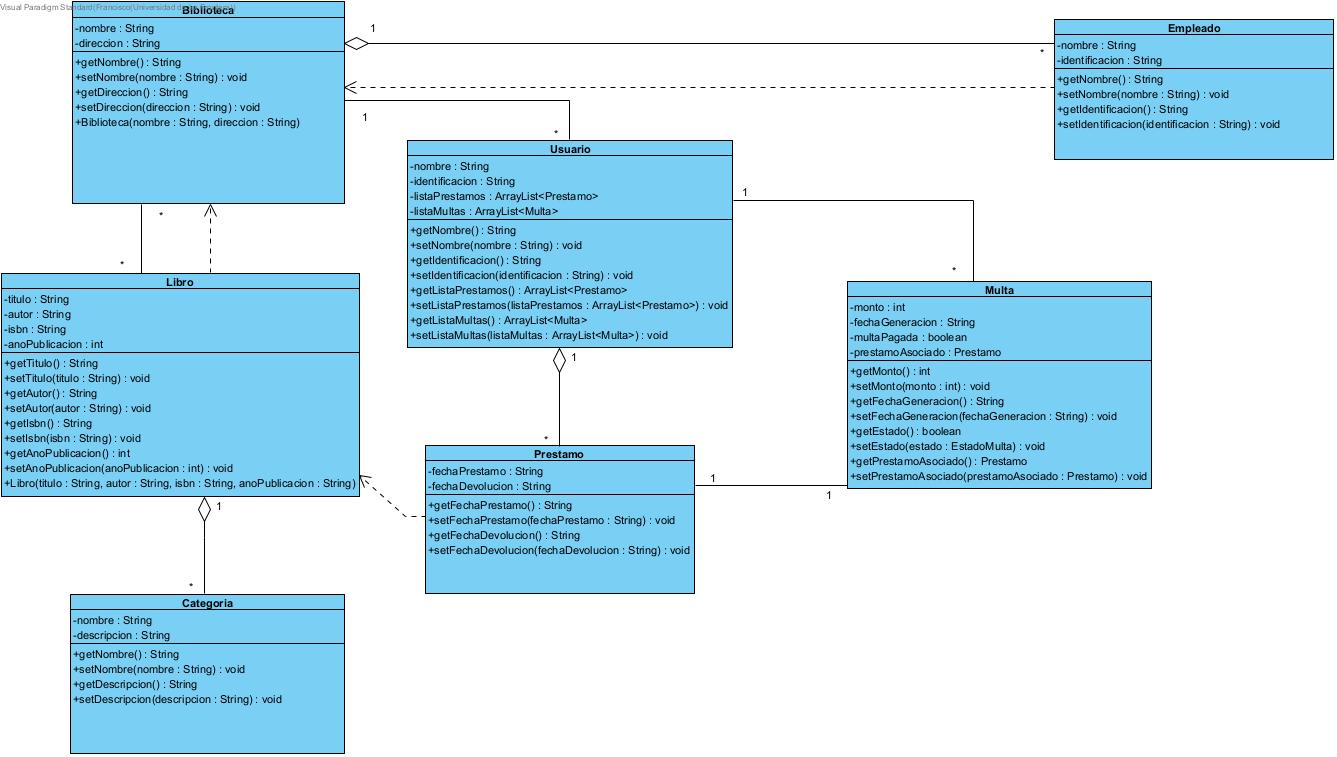 Visual Paradigm Standard(Francisco(Universidad
Biblioteca
-nombre : String
-direccion : String
+getNombre() : String
+setNombre(nombre : String) : void
+getDireccion() : String
+setDireccion(direccion : String) : void
+Biblioteca(nombre : String, direccion : String)
1
*
Empleado
-nombre : String
-identificacion : String
+getNombre() : String
+setNombre(nombre : String) : void
+getIdentificacion() : String
+setIdentificacion(identificacion : String) : void
1
*
Usuario
-nombre : String
-identificacion : String
-listaPrestamos : ArrayList<Prestamo>
-listaMultas : ArrayList<Multa>
+getNombre() : String
+setNombre(nombre : String) : void
+getIdentificacion() : String
+setIdentificacion(identificacion : String) : void
+getListaPrestamos() : ArrayList<Prestamo>
+setListaPrestamos(listaPrestamos : ArrayList<Prestamo>) : void
+getListaMultas() : ArrayList<Multa>
+setListaMultas(listaMultas : ArrayList<Multa>) : void
1
*
*
*
Libro
-titulo : String
-autor : String
-isbn : String
-anoPublicacion : int
+getTitulo() : String
+setTitulo(titulo : String) : void
+getAutor() : String
+setAutor(autor : String) : void
+getIsbn() : String
+setIsbn(isbn : String) : void
+getAnoPublicacion() : int
+setAnoPublicacion(anoPublicacion : int) : void
+Libro(titulo : String, autor : String, isbn : String, anoPublicacion : String)
Multa
-monto : int
-fechaGeneracion : String
-multaPagada : boolean
-prestamoAsociado : Prestamo
+getMonto() : int
+setMonto(monto : int) : void
+getFechaGeneracion() : String
+setFechaGeneracion(fechaGeneracion : String) : void
+getEstado() : boolean
+setEstado(estado : EstadoMulta) : void
+getPrestamoAsociado() : Prestamo
+setPrestamoAsociado(prestamoAsociado : Prestamo) : void
1
*
Prestamo
-fechaPrestamo : String
-fechaDevolucion : String
+getFechaPrestamo() : String
+setFechaPrestamo(fechaPrestamo : String) : void
+getFechaDevolucion() : String
+setFechaDevolucion(fechaDevolucion : String) : void
1
1
1
*
Categoria
-nombre : String
-descripcion : String
+getNombre() : String
+setNombre(nombre : String) : void
+getDescripcion() : String
+setDescripcion(descripcion : String) : void